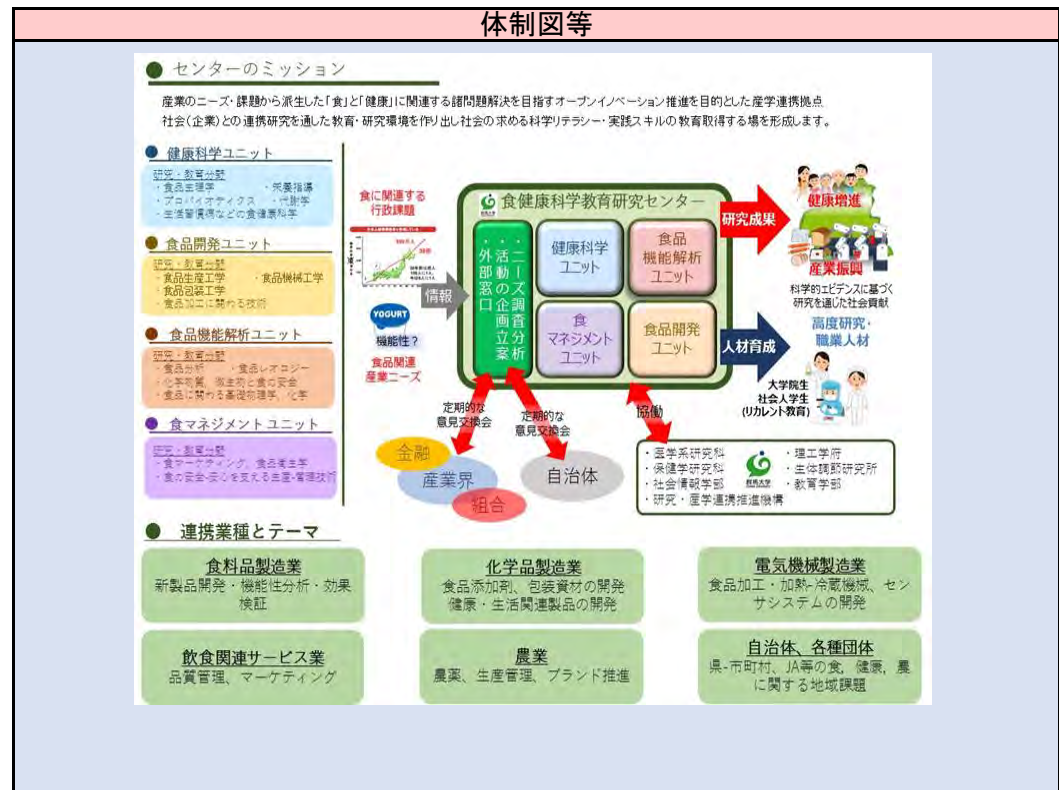 体制図等
センターのミッション
産業のニーズ・課題から派生した「食」と「健康」に関連する諸問題解決を目指すオープンイノベーション推進を目的とした産学連携拠点
社会(企業)との連携研究を通した教育・研究環境を作り出し社会の求める科学リテラシー・実践スキルの教育取得する場を形成します。
健康科学ユニット
研究・教育分野
・食品生理学 ・栄養指導
・プロバイオティクス ・代謝学
・生活習慣病などの食健康科学
食品開発ユニット
研究・教育分野
・食品生産工学 ・食品機械工学
・食品包装工学
・食品加工に関わる技術
食品機能解析ユニット
研究・教育分野
・食品分析 ・食品レオロジー
・化学物質、微生物と食の安全
・食品に関わる基礎物理学、化学
食マネジメントユニット
研究・教育分野
・食マーケティング、食品衛生学
・食の安全・安心を支える生産・管理技術
食に関連する
行政課題
YOGURT
機能性?
食品関連
産業ニーズ
情報
食健康科学教育研究センター
・ニーズ調査分析
・活動の企画立案
・外部窓口
健康科学
ユニット
食品
機能解析
ユニット
食
マネジメント
ユニット
食品開発
ユニット
研究成果
健康増進
産業振興
科学的エビデンスに基づく
研究を通じた社会貢献
人材育成
高度研究・
職業人材
大学院生
社会人学生
(リカレント教育)
定期的な
意見交換会
定期的な
意見交換会
協働
金融
産業界
組合
自治体
・医学系研究科
・保健学研究科
・社会情報学部
・研究・産学連携推進機構
群馬大学
・理工学府
・生体調節研究所
・教育学部
連携業種とテーマ
食料品製造業
新製品開発・機能性分析・効果
検証
化学品製造業
食品添加剤、包装資材の開発
健康・生活関連製品の開発
電気機械製造業
食品加工・加熱・冷蔵機械、セン
サシステムの開発
飲食関連サービス業
品質管理、マーケティング
農業
農薬、生産管理、ブランド推進
自治体、各種団体
県・市町村、JA等の食，健康，農
に関する地域課題